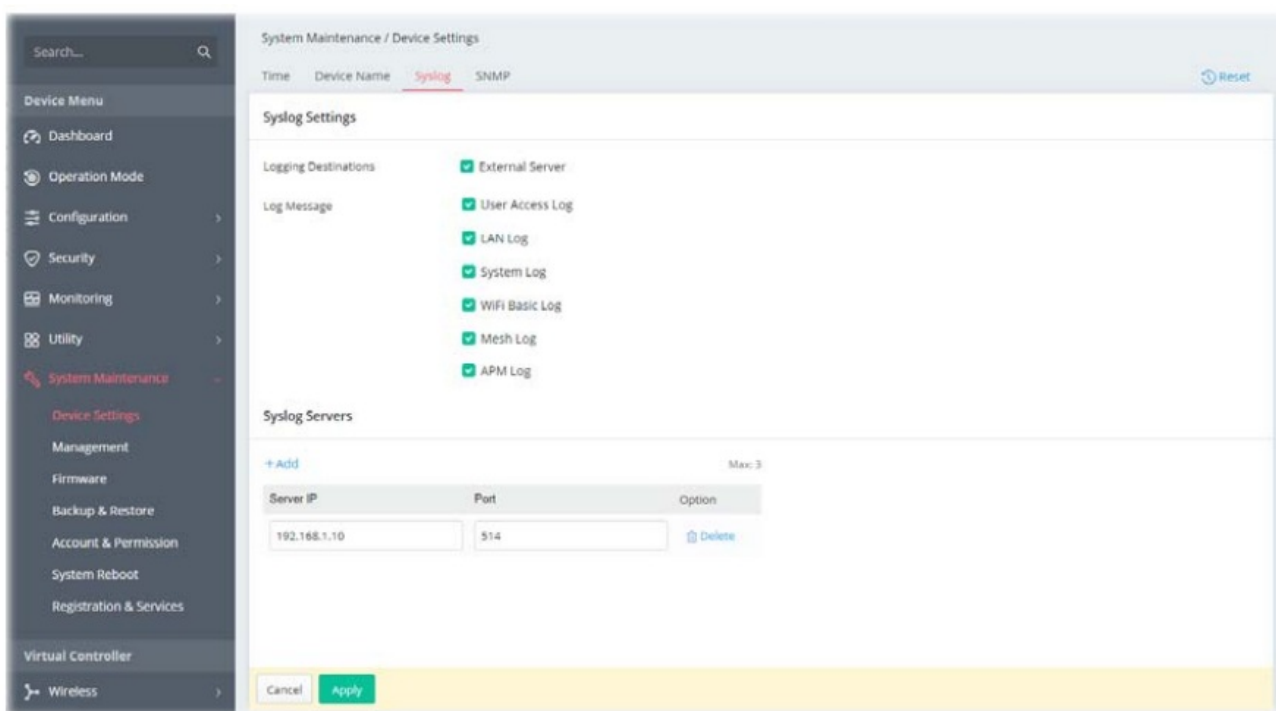 Search...
Device Menu
Dashboard
Operation Mode
Configuration
Security
Monitoring
Utility
System Maintenance
Device Settings
Management
Firmware
Backup & Restore
Account & Permission
System Reboot
Registration & Services
Virtual Controller
Wireless
System Maintenance / Device Settings
Time Device Name Syslog SNMP Reset
Syslog Settings
Logging Destinations External Server
Log Message User Access Log
LAN Log
System Log
WiFi Basic Log
Mesh Log
APM Log
Syslog Servers
+Add Max: 3
Server IP Port Option
192.168.1.10 514 Delete
Cancel Apply